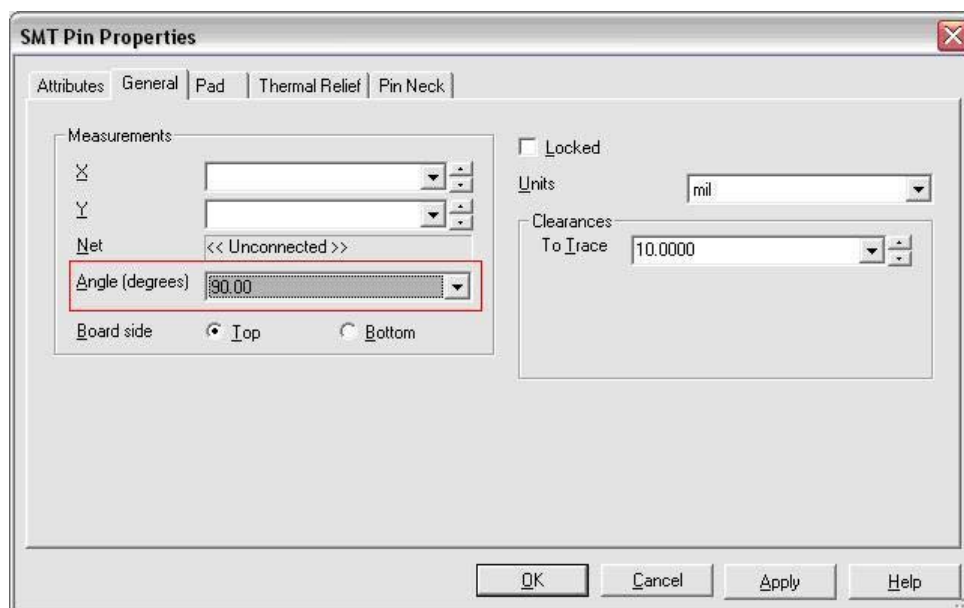 SMT Pin Properties
Attributes General Pad Thermal Relief Pin Neck
Measurements
X
Y
Net << Unconnected >>
Angle (degrees) 90.00
Board side Top Bottom
Locked
Units mil
Clearances
To Trace 10.0000
OK Cancel Apply Help